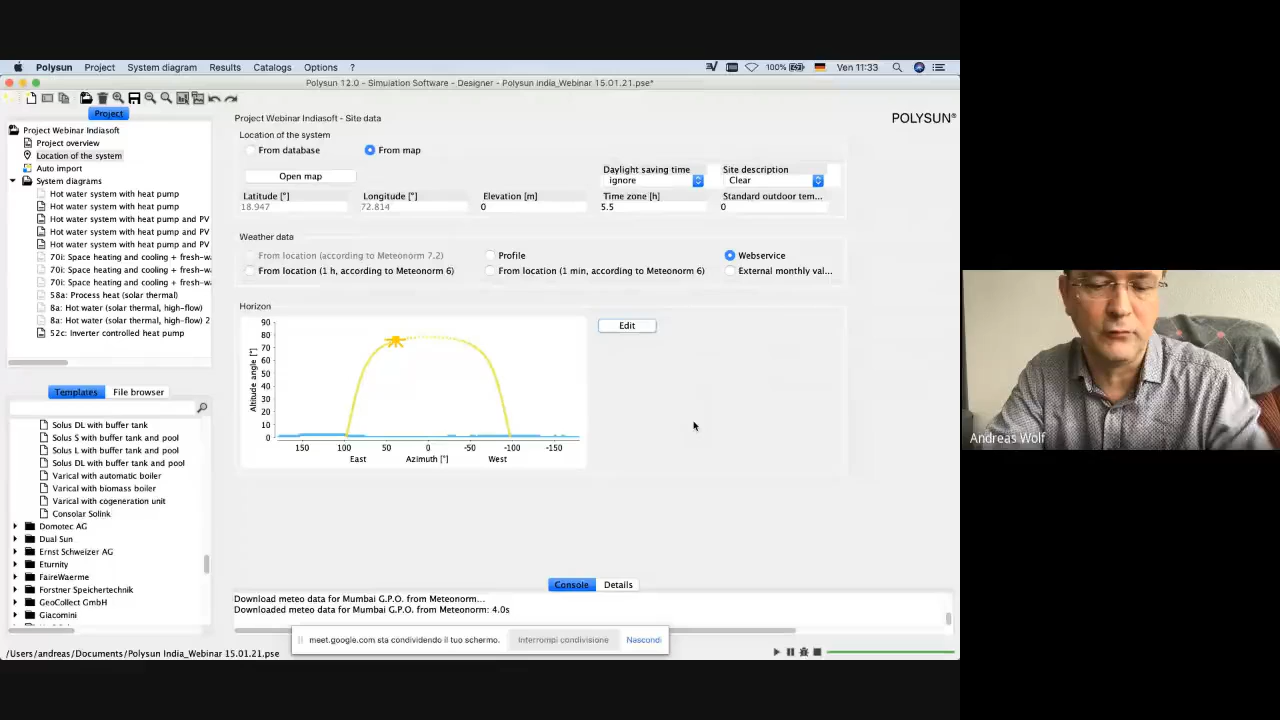 Polysun Project System diagram Results Catalogs Options ? 100% Ven 11:33
Polysun 12.0 - Simulation Software - Designer - Polysun india_Webinar 15.01.21.pse*
Project
Project Webinar Indiasoft
Project overview
Location of the system
Auto import
System diagrams
Hot water system with heat pump
Hot water system with heat pump
Hot water system with heat pump and PV
Hot water system with heat pump and PV
Hot water system with heat pump and PV
70i: Space heating and cooling + fresh-wa
70i: Space heating and cooling + fresh-wa
70i: Space heating and cooling + fresh-wa
58a: Process heat (solar thermal)
8a: Hot water (solar thermal, high-flow)
8a: Hot water (solar thermal, high-flow) 2
52c: Inverter controlled heat pump
Templates File browser
Solus DL with buffer tank
Solus S with buffer tank and pool
Solus L with buffer tank and pool
Solus DL with buffer tank and pool
Varical with automatic boiler
Varical with biomass boiler
Varical with cogeneration unit
Consolar Solink
Domotec AG
Dual Sun
Ernst Schweizer AG
Eturnity
FaireWaerme
Forstner Speichertechnik
GeoCollect GmbH
Giacomini
Project Webinar Indiasoft - Site data
POLYSUN®
Location of the system
From database From map
Open map
Daylight saving time Site description
ignore Clear
Latitude [°] Longitude [°] Elevation [m] Time zone [h] Standard outdoor tem...
18.947 72.814 0 5.5 0
Weather data
From location (according to Meteonorm 7.2) Profile Webservice
From location (1 h, according to Meteonorm 6) From location (1 min, according to Meteonorm 6) External monthly val...
Horizon
Edit
Altitude angle [°]
90
80
70
60
50
40
30
20
10
0
150 100 50 0 -50 -100 -150
East Azimuth [°] West
Console Details
Download meteo data for Mumbai G.P.O. from Meteonorm...
Downloaded meteo data for Mumbai G.P.O. from Meteonorm: 4.0s
meet.google.com sta condividendo il tuo schermo. Interrompi condivisione Nascondi
/Users/andreas/Documents/Polysun India_Webinar 15.01.21.pse
Andreas Wolf